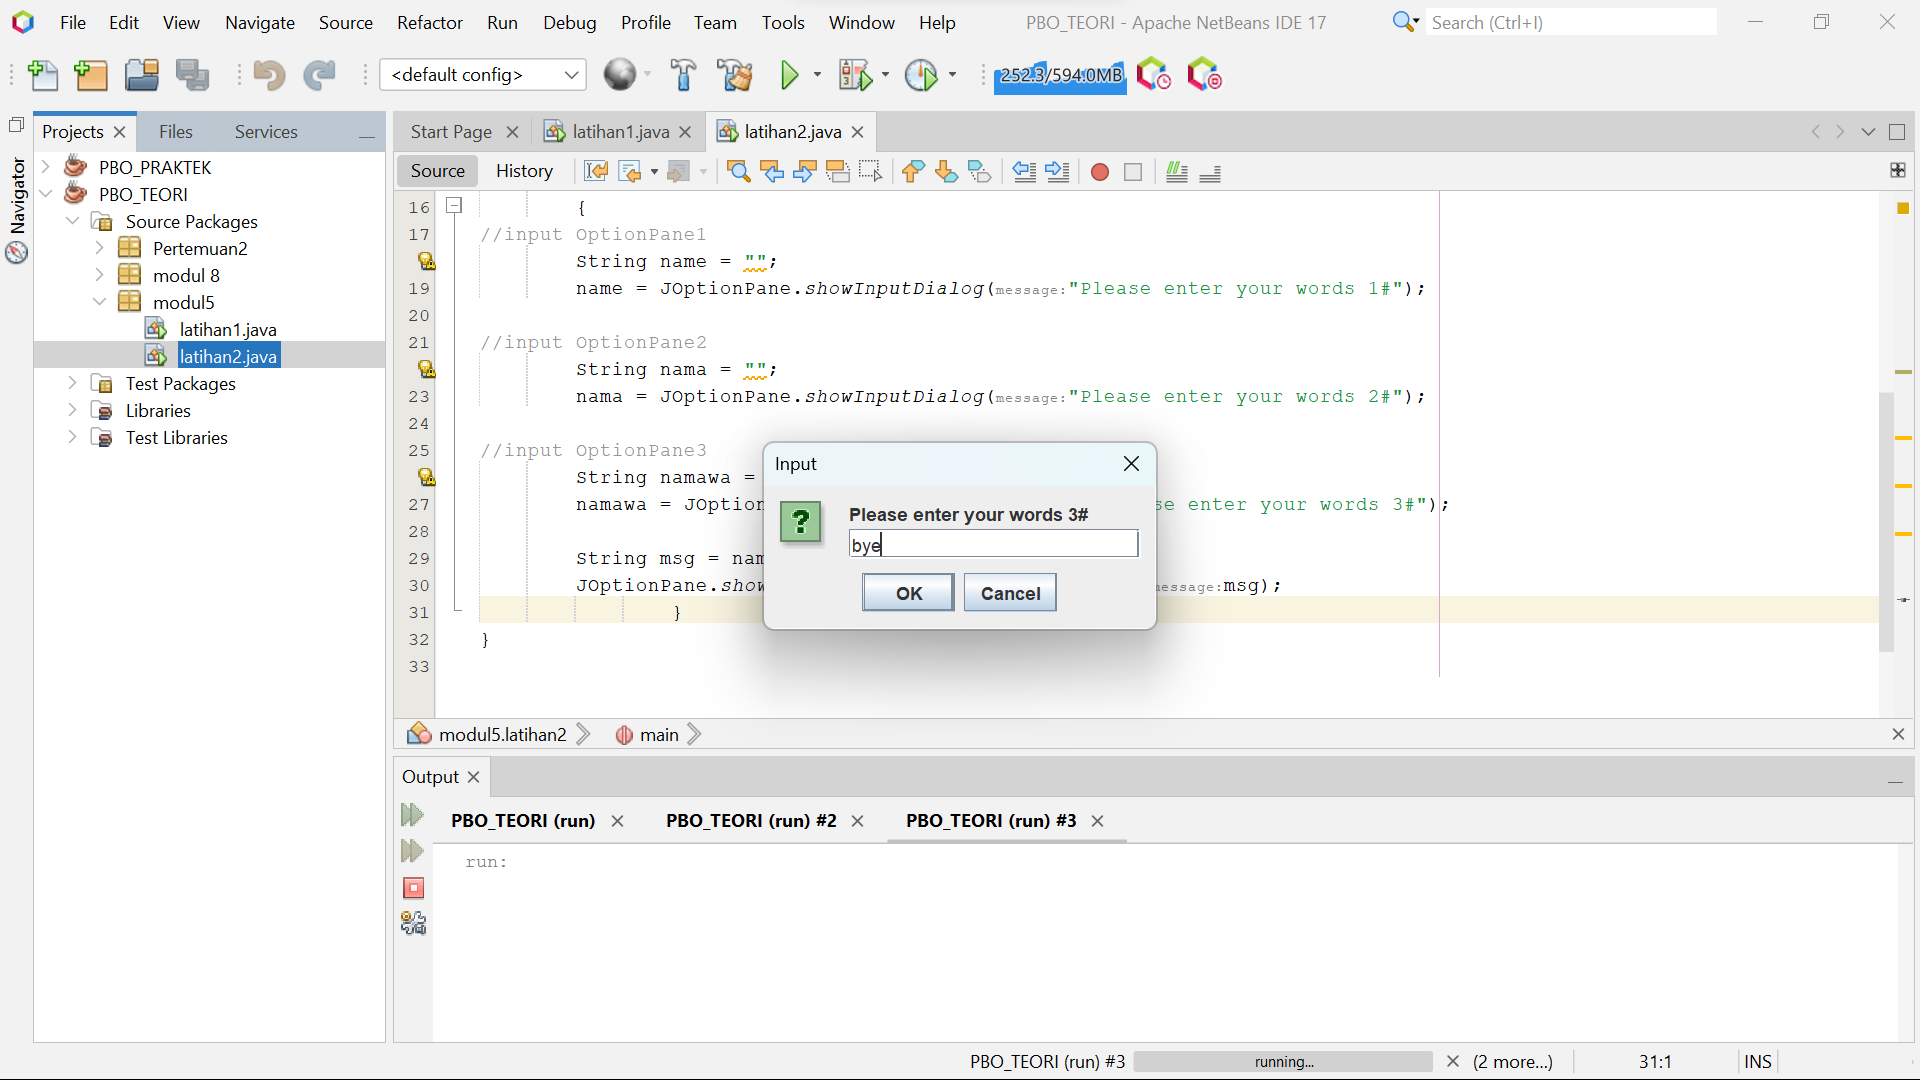 File Edit View Navigate Source Refactor Run Debug Profile Team Tools Window Help PBO_TEORI - Apache NetBeans IDE 17 Search (Ctrl+I)
<default config> 252.3/594.0MB
Projects Files Services
Navigator
PBO_PRAKTEK
PBO_TEORI
Source Packages
Pertemuan2
modul 8
modul5
latihan1.java
latihan2.java
Test Packages
Libraries
Test Libraries
Start Page latihan1.java latihan2.java
Source History
16 {
17 //input OptionPane1
String name = "";
19 name = JOptionPane.showInputDialog(message:"Please enter your words 1#");
20
21 //input OptionPane2
String nama = "";
23 nama = JOptionPane.showInputDialog(message:"Please enter your words 2#");
24
25 //input OptionPane3
String namawa =
27 namawa = JOption se enter your words 3#");
28
29 String msg = nam
30 JOptionPane.show message:msg);
31 }
32 }
33
Input
Please enter your words 3#
bye
OK Cancel
modul5.latihan2 main
Output
PBO_TEORI (run) PBO_TEORI (run) #2 PBO_TEORI (run) #3
run:
PBO_TEORI (run) #3 running... (2 more...) 31:1 INS